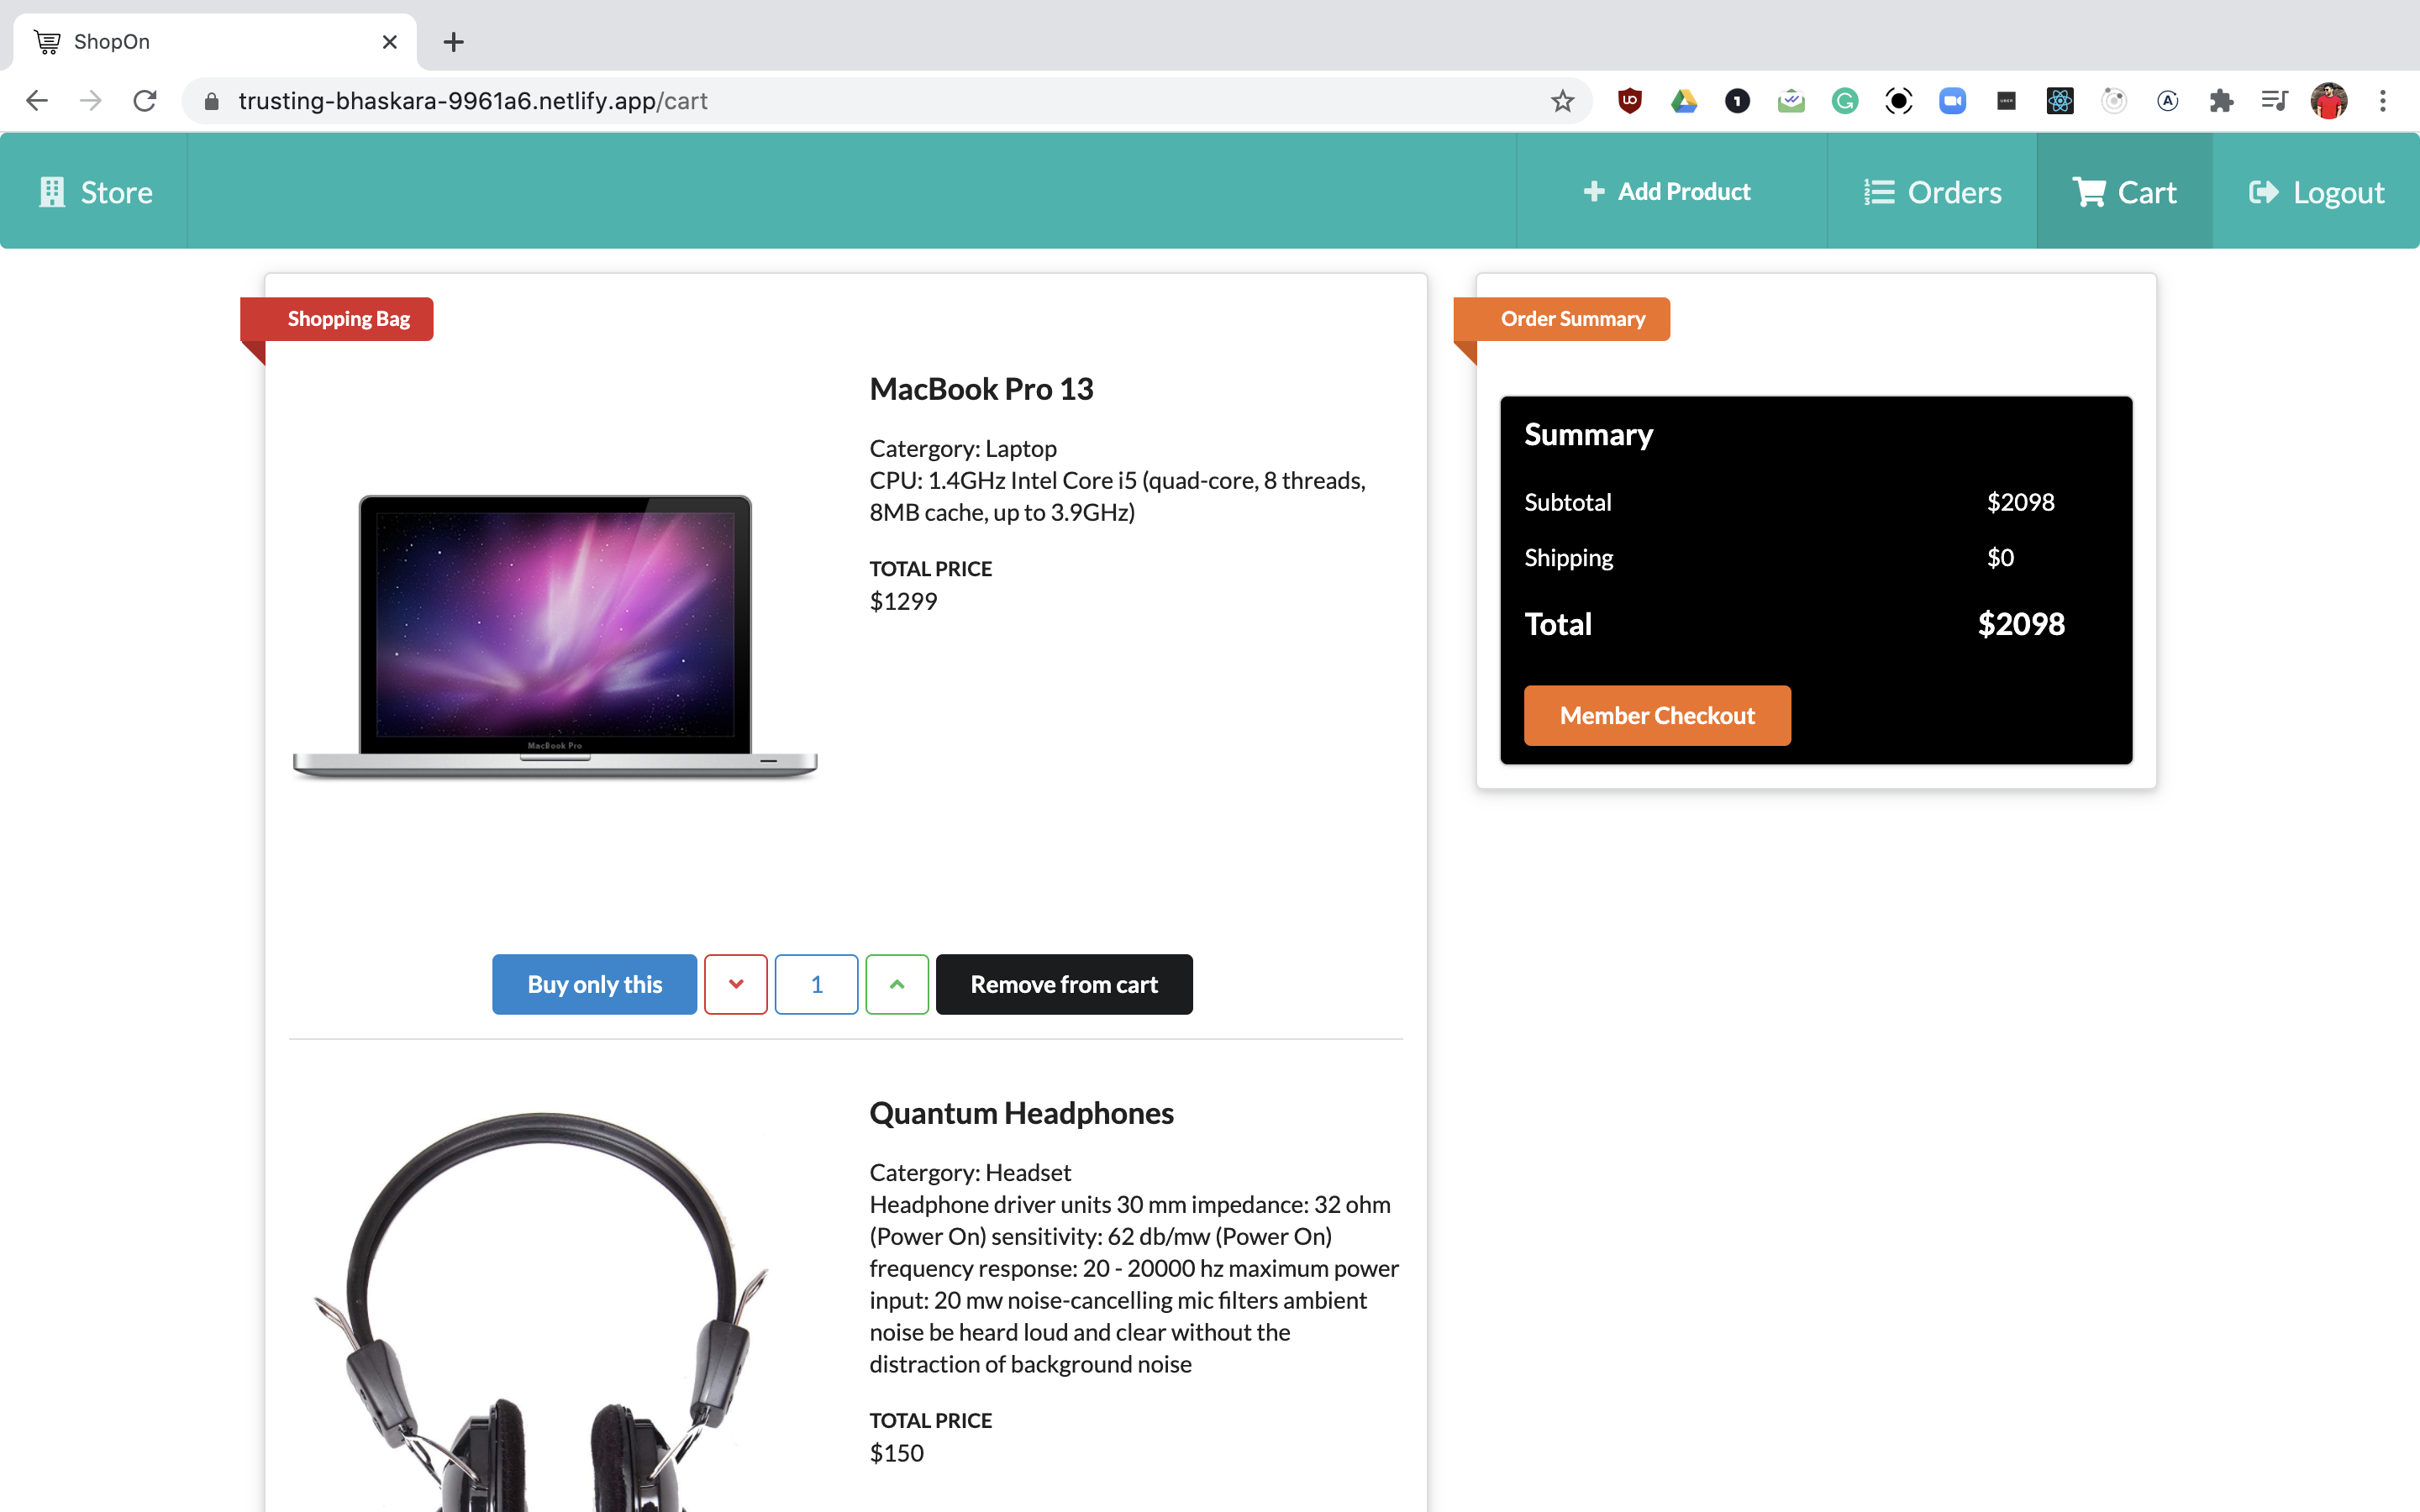 ShopOn
trusting-bhaskara-9961a6.netlify.app/cart
Store
Add Product
Orders
Cart
Logout
Shopping Bag
MacBook Pro 13
Catergory: Laptop
CPU: 1.4GHz Intel Core i5 (quad-core, 8 threads,
8MB cache, up to 3.9GHz)
TOTAL PRICE
$1299
MacBook Pro
Buy only this
1
Remove from cart
Quantum Headphones
Catergory: Headset
Headphone driver units 30 mm impedance: 32 ohm
(Power On) sensitivity: 62 db/mw (Power On)
frequency response: 20 - 20000 hz maximum power
input: 20 mw noise-cancelling mic filters ambient
noise be heard loud and clear without the
distraction of background noise
TOTAL PRICE
$150
Order Summary
Summary
Subtotal $2098
Shipping $0
Total $2098
Member Checkout